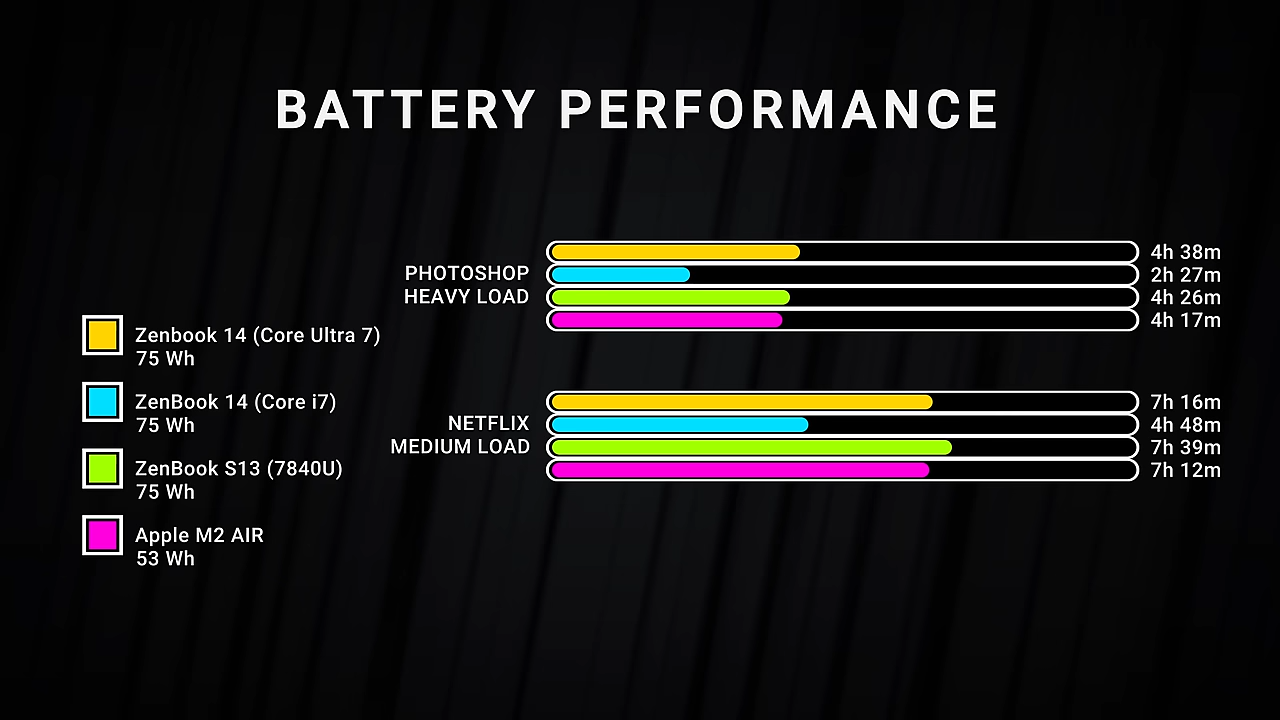 BATTERY PERFORMANCE
Zenbook 14 (Core Ultra 7)
75 Wh
ZenBook 14 (Core i7)
75 Wh
ZenBook S13 (7840U)
75 Wh
Apple M2 AIR
53 Wh
PHOTOSHOP
HEAVY LOAD
4h 38m
2h 27m
4h 26m
4h 17m
NETFLIX
MEDIUM LOAD
7h 16m
4h 48m
7h 39m
7h 12m